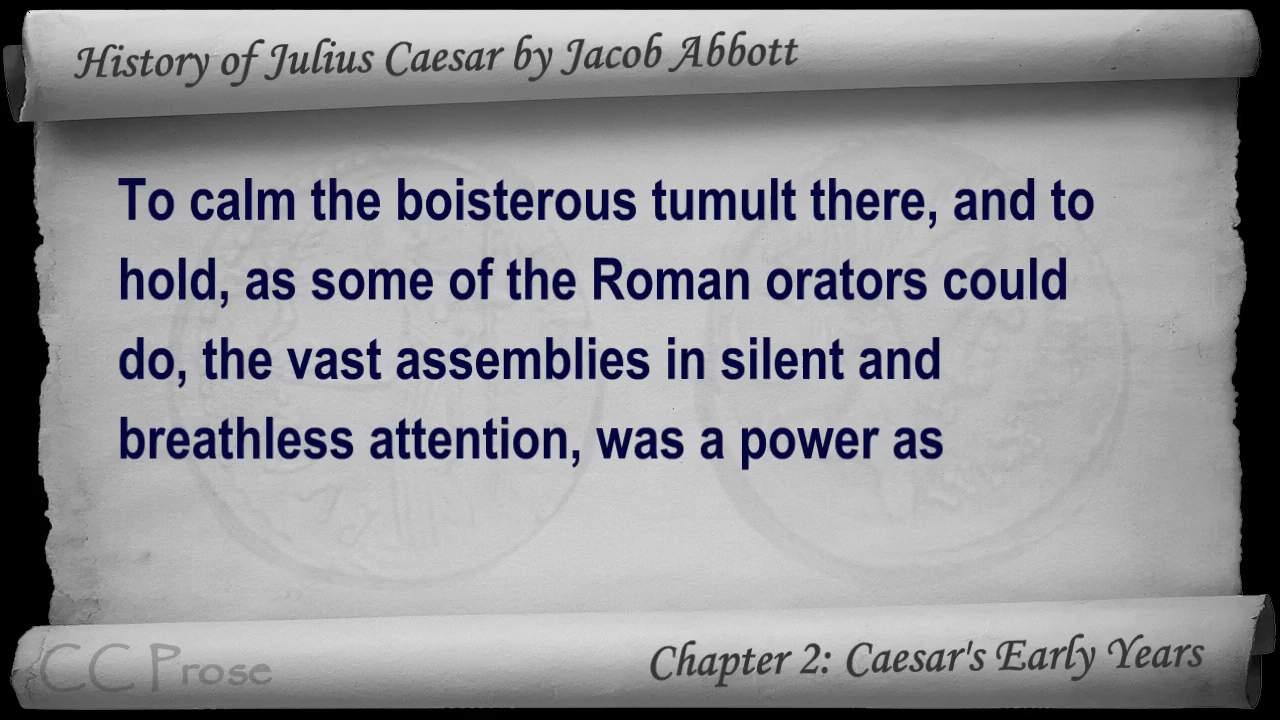 History of Julius Caesar by Jacob Abbott
To calm the boisterous tumult there, and to
hold, as some of the Roman orators could
do, the vast assemblies in silent and
breathless attention, was a power as
CC Prose
Chapter 2: Caesar's Early Years